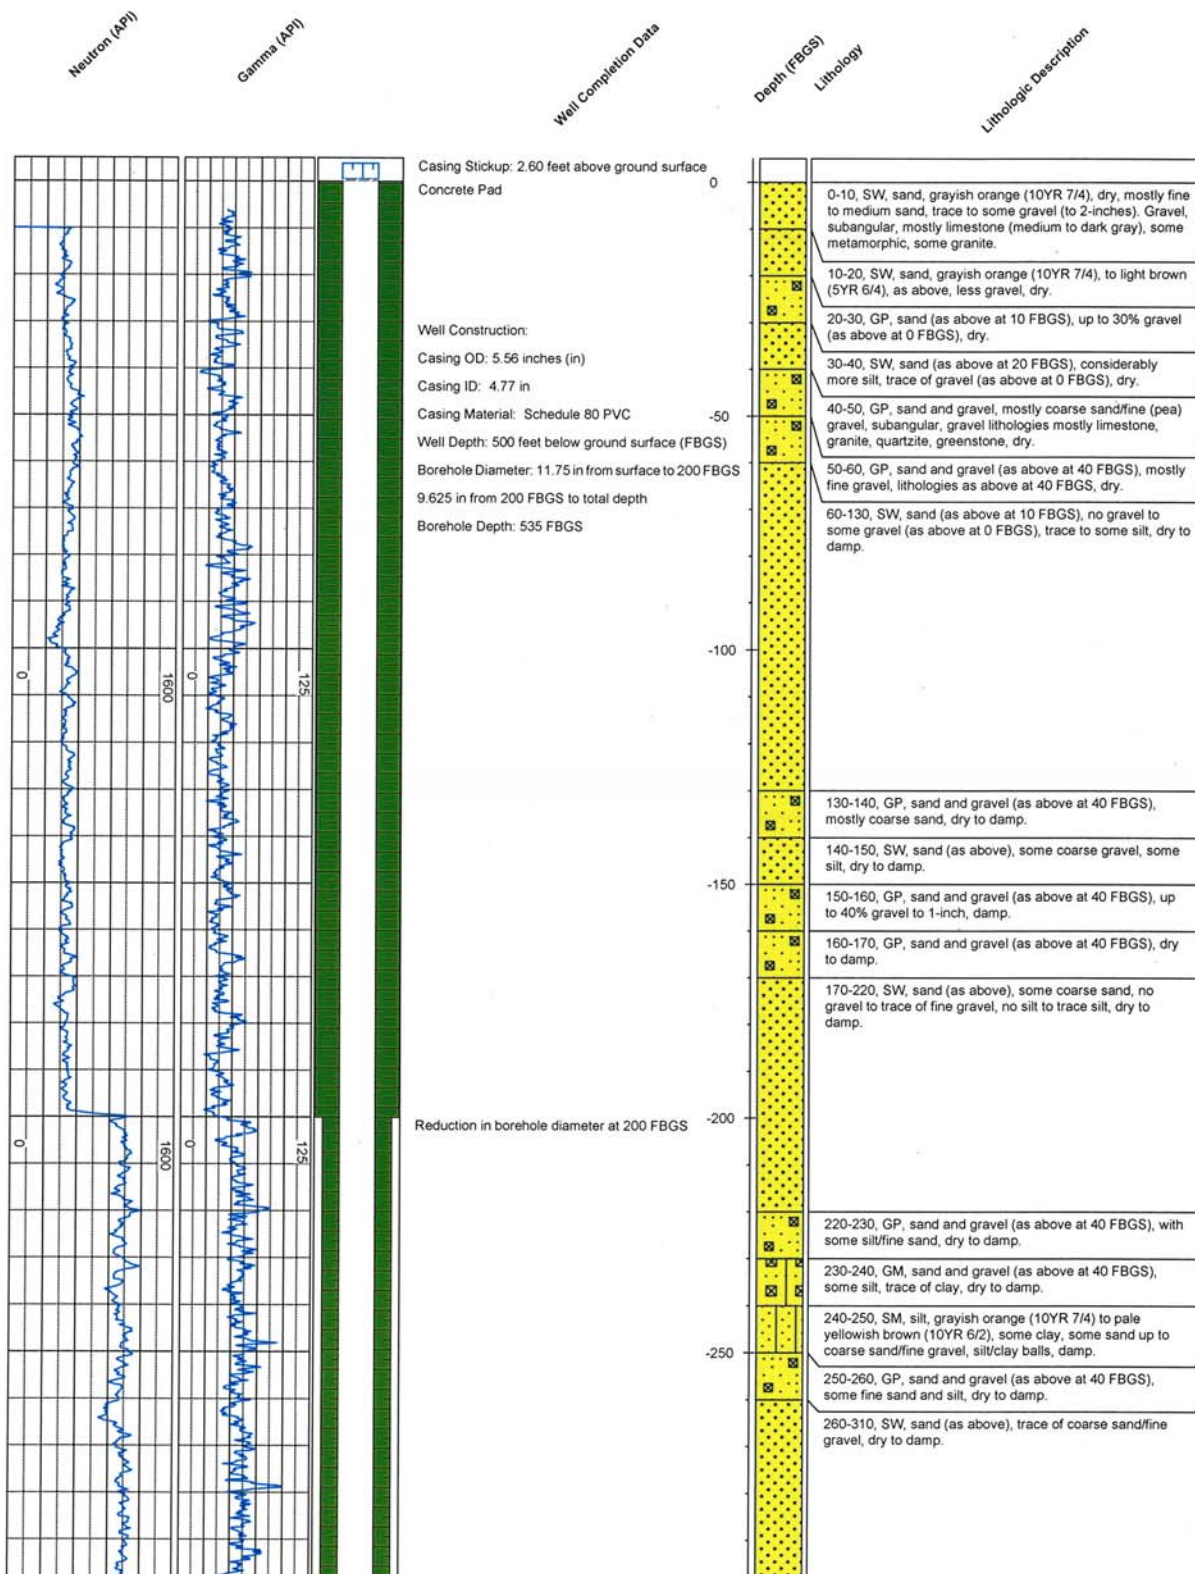 Neutron (API)
Gamma (API)
Well Completion Data
Depth (FBGS)
Lithology
Lithologic Description
Casing Stickup: 2.60 feet above ground surface
Concrete Pad
Well Construction:
Casing OD: 5.56 inches (in)
Casing ID: 4.77 in
Casing Material: Schedule 80 PVC
Well Depth: 500 feet below ground surface (FBGS)
Borehole Diameter: 11.75 in from surface to 200 FBGS
9.625 in from 200 FBGS to total depth
Borehole Depth: 535 FBGS
0
1600
0
125
Reduction in borehole diameter at 200 FBGS
0
1600
0
125
0
-50
-100
-150
-200
-250
0-10, SW, sand, grayish orange (10YR 7/4), dry, mostly fine
to medium sand, trace to some gravel (to 2-inches). Gravel,
subangular, mostly limestone (medium to dark gray), some
metamorphic, some granite.
10-20, SW, sand, grayish orange (10YR 7/4), to light brown
(5YR 6/4), as above, less gravel, dry.
20-30, GP, sand (as above at 10 FBGS), up to 30% gravel
(as above at 0 FBGS), dry.
30-40, SW, sand (as above at 20 FBGS), considerably
more silt, trace of gravel (as above at 0 FBGS), dry.
40-50, GP, sand and gravel, mostly coarse sand/fine (pea)
gravel, subangular, gravel lithologies mostly limestone,
granite, quartzite, greenstone, dry.
50-60, GP, sand and gravel (as above at 40 FBGS), mostly
fine gravel, lithologies as above at 40 FBGS, dry.
60-130, SW, sand (as above at 10 FBGS), no gravel to
some gravel (as above at 0 FBGS), trace to some silt, dry to
damp.
130-140, GP, sand and gravel (as above at 40 FBGS),
mostly coarse sand, dry to damp.
140-150, SW, sand (as above), some coarse gravel, some
silt, dry to damp.
150-160, GP, sand and gravel (as above at 40 FBGS), up
to 40% gravel to 1-inch, damp.
160-170, GP, sand and gravel (as above at 40 FBGS), dry
to damp.
170-220, SW, sand (as above), some coarse sand, no
gravel to trace of fine gravel, no silt to trace silt, dry to
damp.
220-230, GP, sand and gravel (as above at 40 FBGS), with
some silt/fine sand, dry to damp.
230-240, GM, sand and gravel (as above at 40 FBGS),
some silt, trace of clay, dry to damp.
240-250, SM, silt, grayish orange (10YR 7/4) to pale
yellowish brown (10YR 6/2), some clay, some sand up to
coarse sand/fine gravel, silt/clay balls, damp.
250-260, GP, sand and gravel (as above at 40 FBGS),
some fine sand and silt, dry to damp.
260-310, SW, sand (as above), trace of coarse sand/fine
gravel, dry to damp.